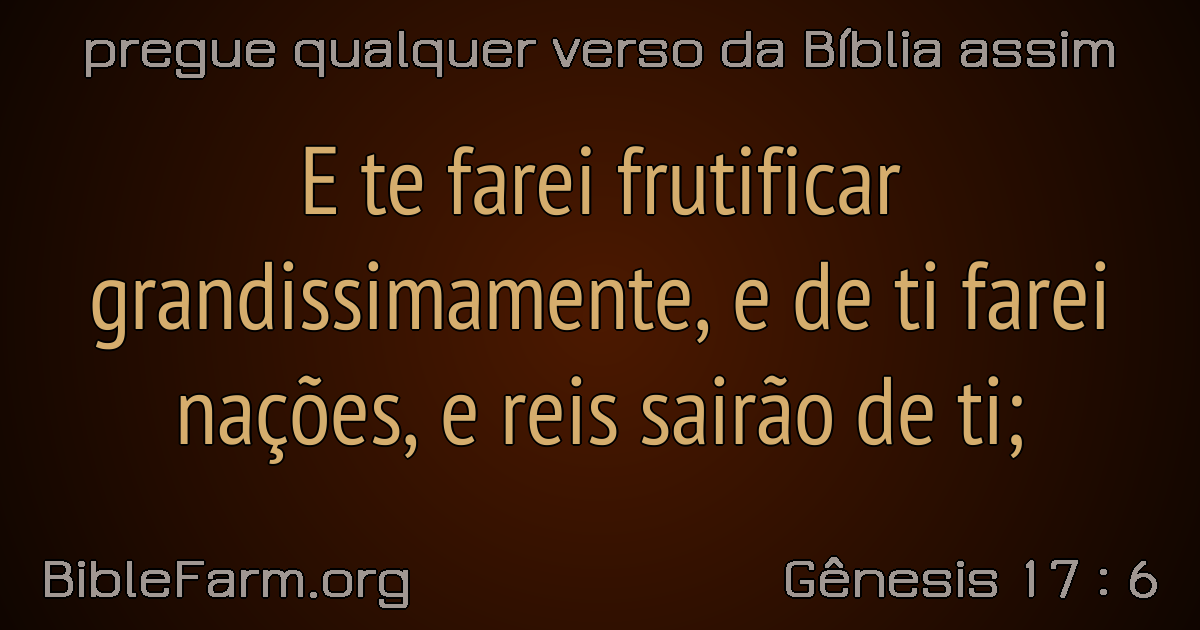 pregue qualquer verso da Bíblia assim
E te farei frutificar
grandissimamente, e de ti farei
nações, e reis sairão de ti;
BibleFarm.org
Gênesis 17 : 6